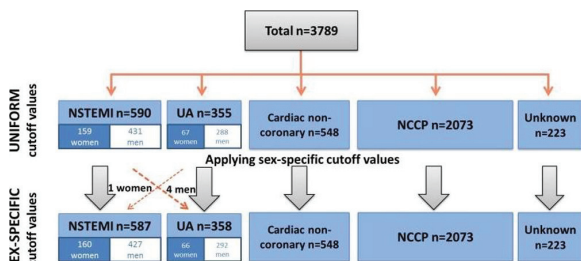 Total n=3789
UNIFORM
cutoff values
NSTEMI n=590
159
women
431
men
UA n=355
67
women
288
men
Cardiac non-
coronary n=548
NCCP n=2073
Unknown
n=223
Applying sex-specific cutoff values
1 women
4 men
EX-SPECIFIC
cutoff values
NSTEMI n=587
160
women
427
men
UA n=358
66
women
292
men
Cardiac non-
coronary n=548
NCCP n=2073
Unknown
n=223